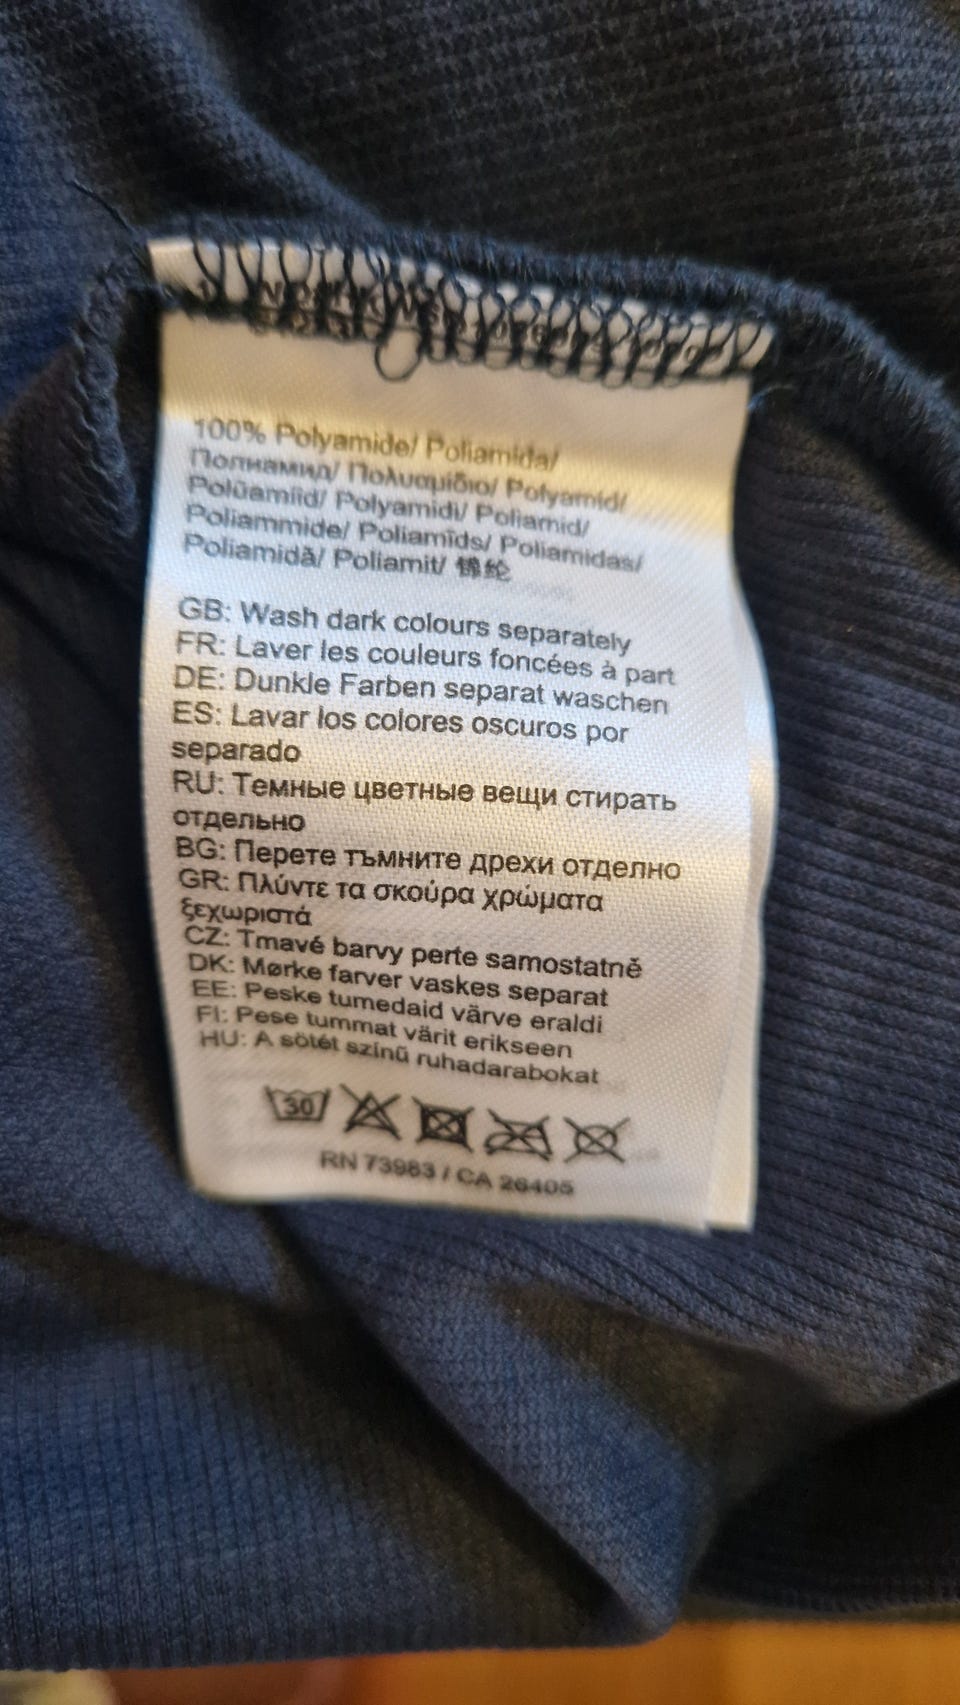 100% Polyamide/ Poliamida/
Полиамид/ Πολυαμίδιο/ Polyamid/
Polüamiid/ Polyamidi/ Poliamid/
Poliammide/ Poliamīds/ Poliamidas/
Poliamidă/ Poliamit/ 锦纶
GB: Wash dark colours separately
FR: Laver les couleurs foncées à part
DE: Dunkle Farben separat waschen
ES: Lavar los colores oscuros por
separado
RU: Темные цветные вещи стирать
отдельно
BG: Перете тъмните дрехи отделно
GR: Πλύντε τα σκούρα χρώματα
ξεχωριστά
CZ: Tmavé barvy perte samostatně
DK: Mørke farver vaskes separat
EE: Peske tumedaid värve eraldi
FI: Pese tummat värit erikseen
HU: A sötét színű ruhadarabokat
30
RN 73983 / CA 26405